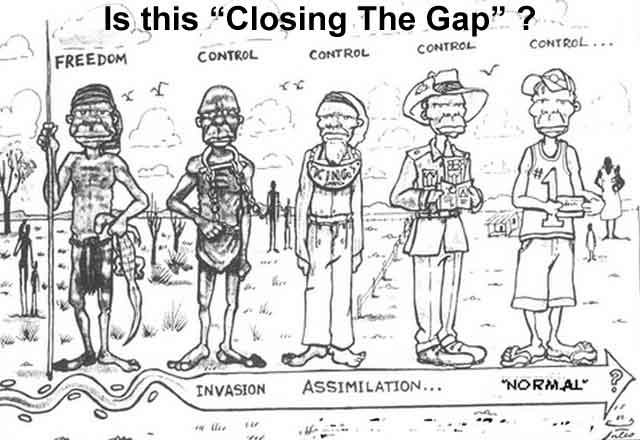 Is this “Closing The Gap” ?
FREEDOM CONTROL CONTROL CONTROL CONTROL...
KING
#1
INVASION ASSIMILATION... "NORMAL" ?